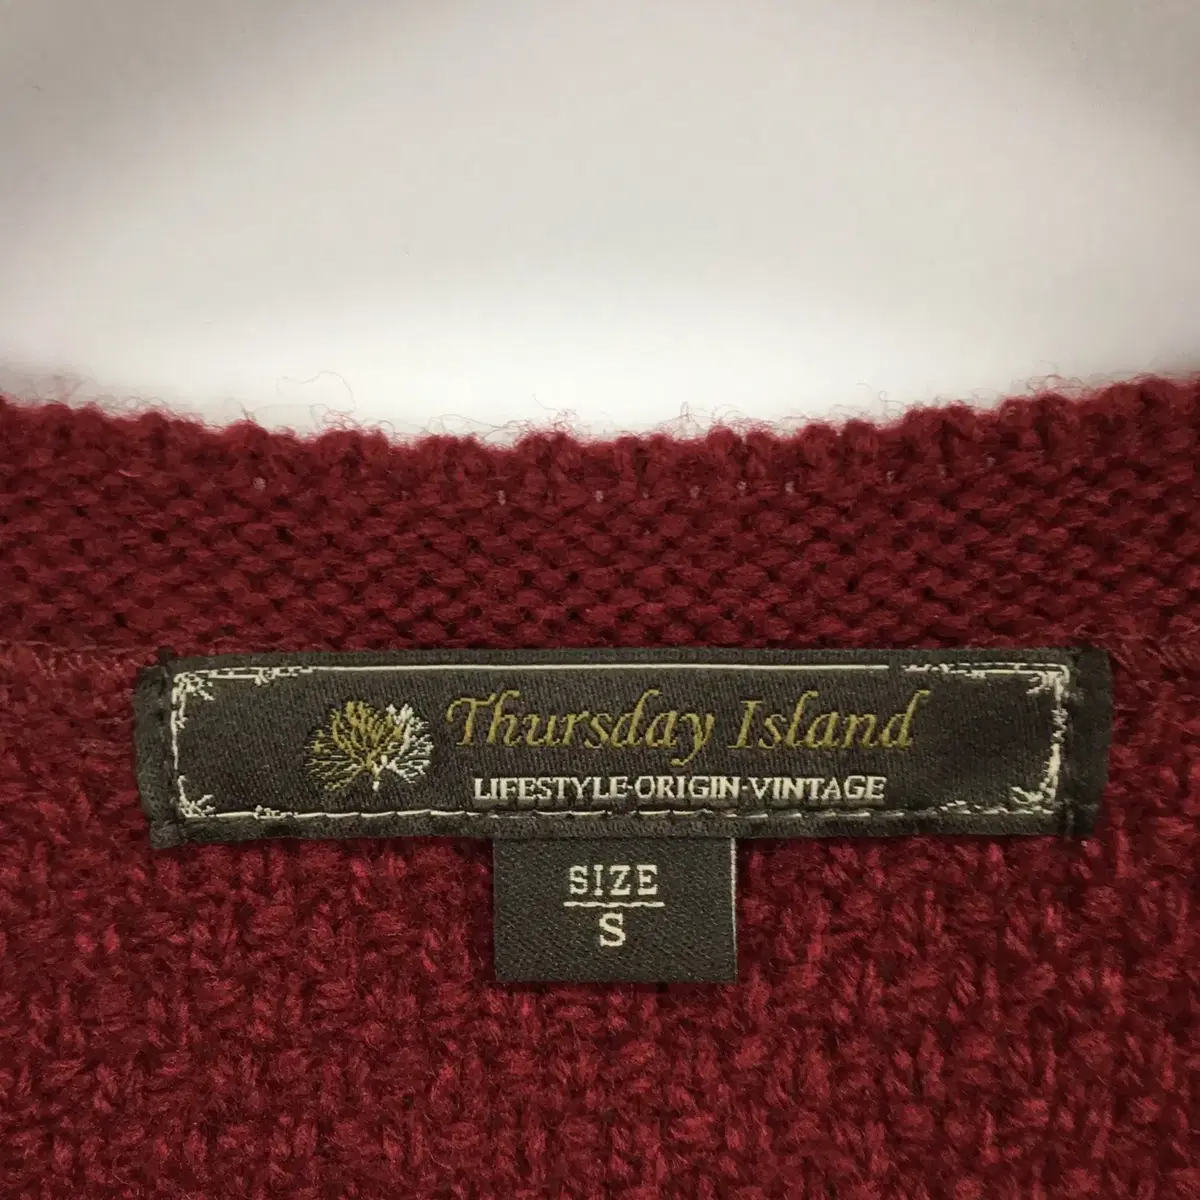 Thursday Island
LIFESTYLE·ORIGIN·VINTAGE
SIZE
S